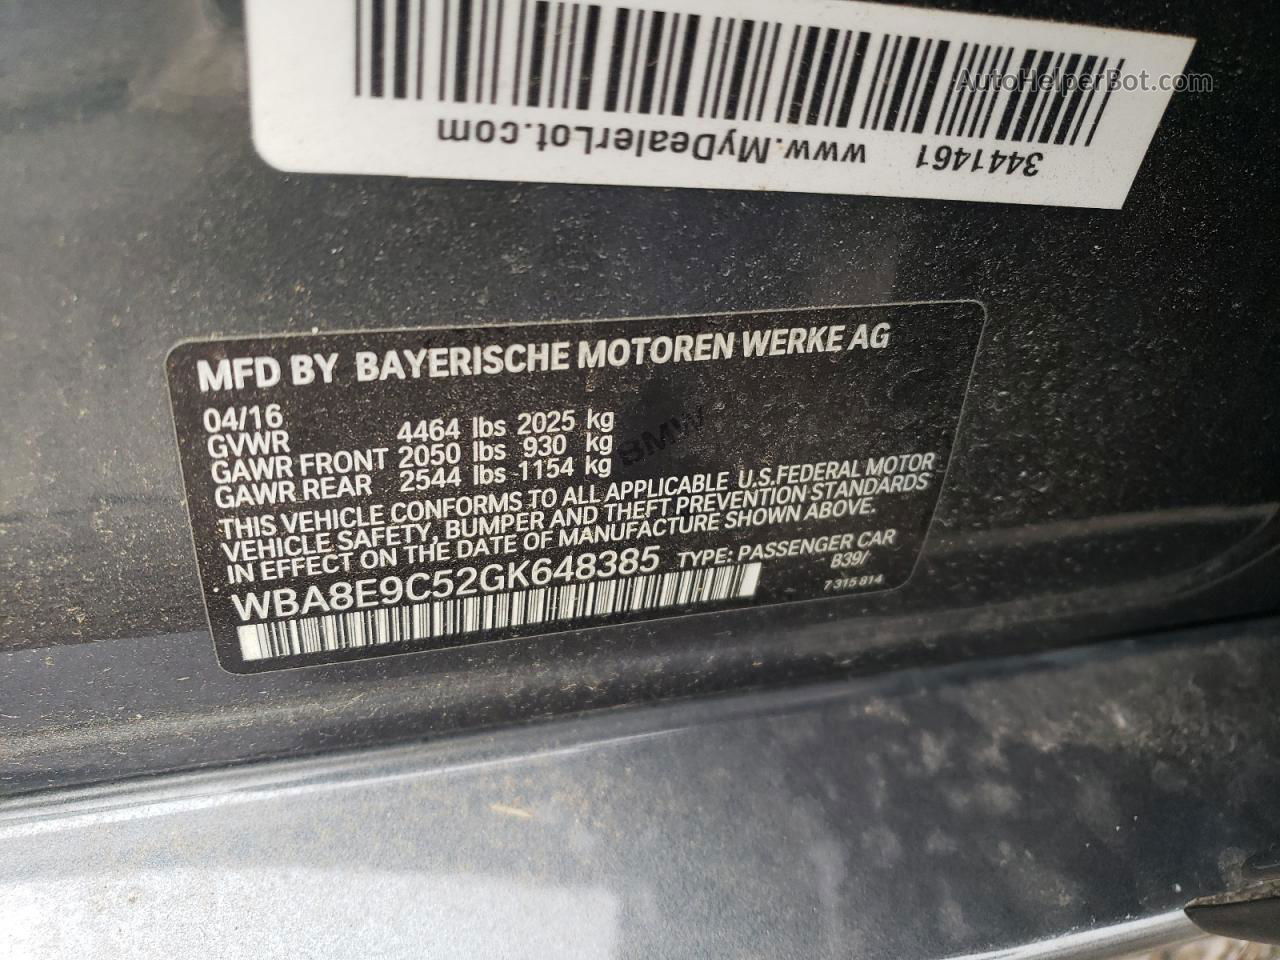 AutoHelperBot.com
3441461 www.MyDealerLot.com
MFD BY BAYERISCHE MOTOREN WERKE AG
04/16
GVWR 4464 lbs 2025 kg
GAWR FRONT 2050 lbs 930 kg
GAWR REAR 2544 lbs 1154 kg
BMW
THIS VEHICLE CONFORMS TO ALL APPLICABLE U.S.FEDERAL MOTOR
VEHICLE SAFETY, BUMPER AND THEFT PREVENTION STANDARDS
IN EFFECT ON THE DATE OF MANUFACTURE SHOWN ABOVE.
WBA8E9C52GK648385 TYPE: PASSENGER CAR
B39/
7 315 814